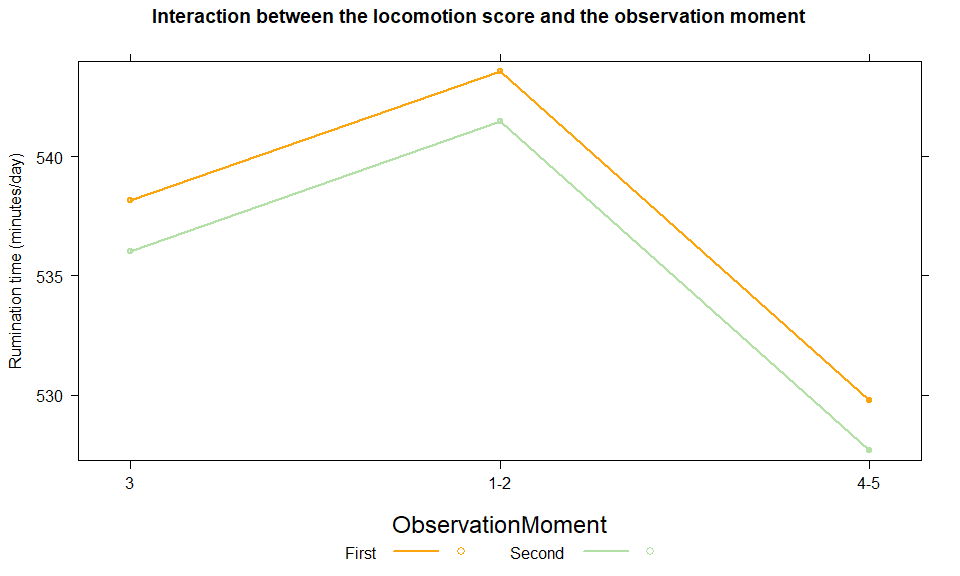 Interaction between the locomotion score and the observation moment
Rumination time (minutes/day)
540
535
530
3 1-2 4-5
ObservationMoment
First Second